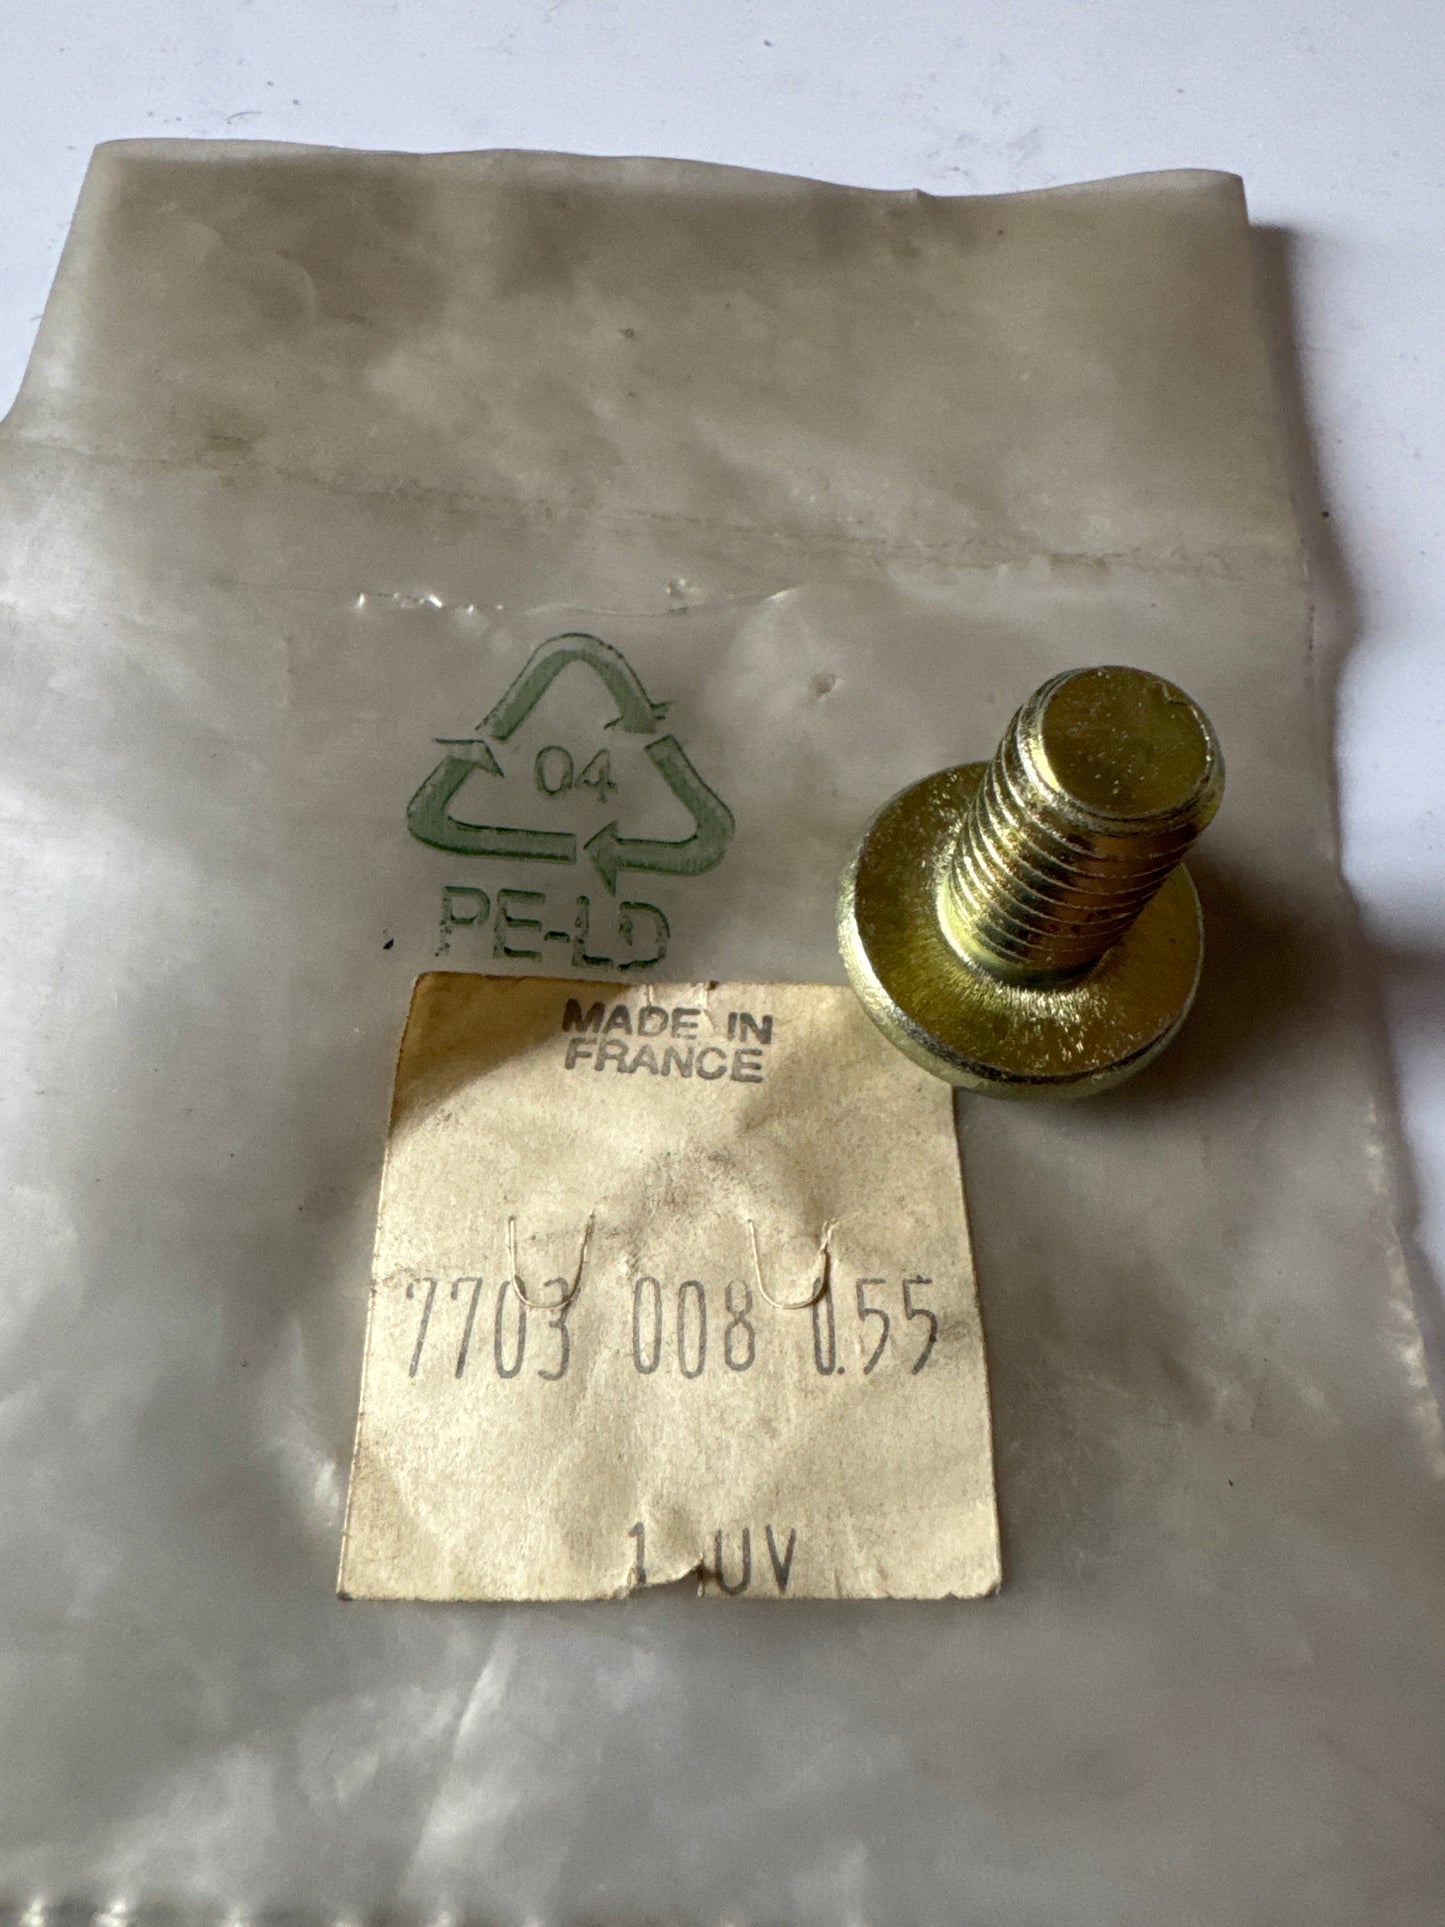 04
PE-LD
MADE IN
FRANCE
7703 008 055
1 UV